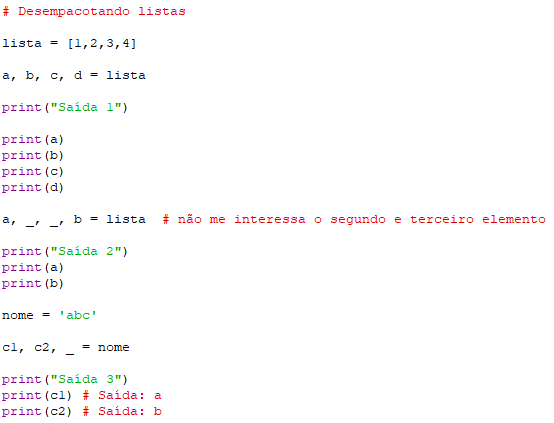 # Desempacotando listas
lista = [1,2,3,4]
a, b, c, d = lista
print("Saída 1")
print(a)
print(b)
print(c)
print(d)
a, _, _, b = lista  # não me interessa o segundo e terceiro elemento
print("Saída 2")
print(a)
print(b)
nome = 'abc'
c1, c2, _ = nome
print("Saída 3")
print(c1) # Saída: a
print(c2) # Saída: b